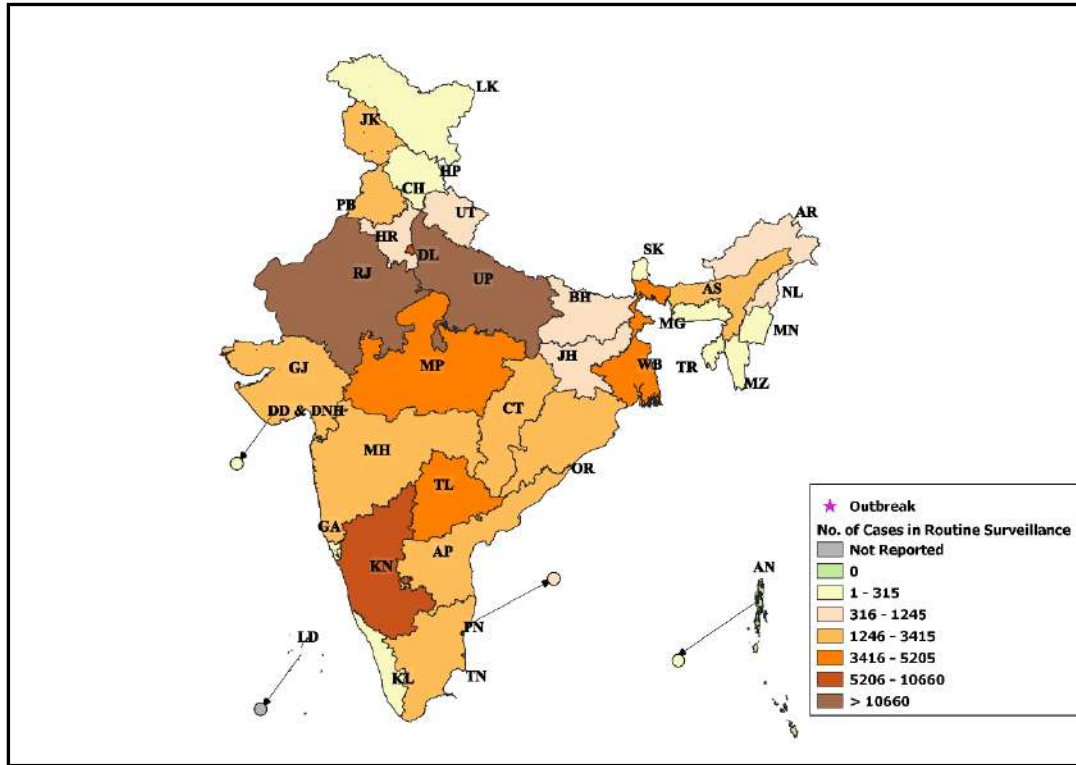 LK
JK
HP
CH
PB
UT
AR
HR
SK
DL
RJ
UP
AS
BH
NL
MG
MN
JH
GJ
MP
WB
TR
MZ
CT
DD & DNH
MH
OR
TL
GA
AP
KN
AN
PN
LD
KL
TN
Outbreak
No. of Cases in Routine Surveillance
Not Reported
0
1 - 315
316 - 1245
1246 - 3415
3416 - 5205
5206 - 10660
> 10660